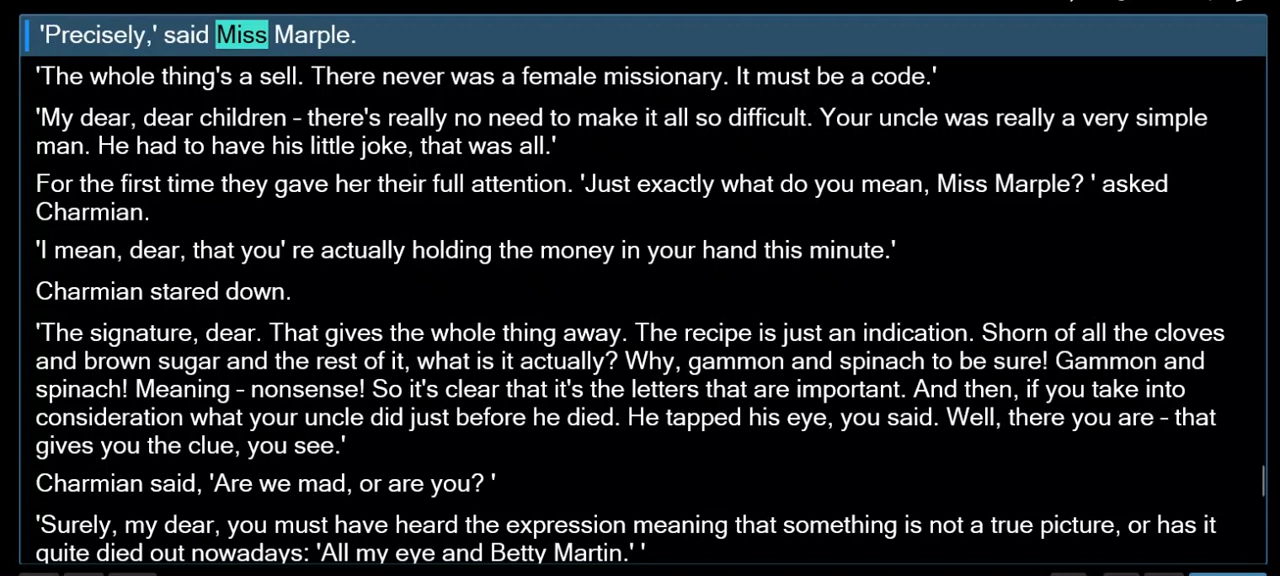 'Precisely,' said Miss Marple.
'The whole thing's a sell. There never was a female missionary. It must be a code.'
'My dear, dear children - there's really no need to make it all so difficult. Your uncle was really a very simple
man. He had to have his little joke, that was all.'
For the first time they gave her their full attention. 'Just exactly what do you mean, Miss Marple? ' asked
Charmian.
'I mean, dear, that you' re actually holding the money in your hand this minute.'
Charmian stared down.
'The signature, dear. That gives the whole thing away. The recipe is just an indication. Shorn of all the cloves
and brown sugar and the rest of it, what is it actually? Why, gammon and spinach to be sure! Gammon and
spinach! Meaning - nonsense! So it's clear that it's the letters that are important. And then, if you take into
consideration what your uncle did just before he died. He tapped his eye, you said. Well, there you are - that
gives you the clue, you see.'
Charmian said, 'Are we mad, or are you? '
'Surely, my dear, you must have heard the expression meaning that something is not a true picture, or has it
quite died out nowadays: 'All my eye and Betty Martin.' '